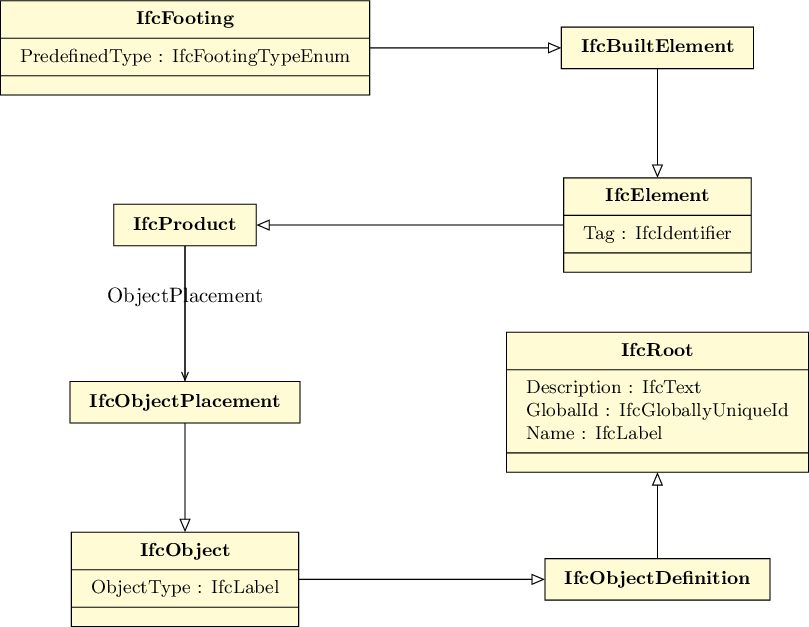 IfcFooting
PredefinedType : IfcFootingTypeEnum
IfcBuiltElement
IfcElement
Tag : IfcIdentifier
IfcProduct
ObjectPlacement
IfcRoot
Description : IfcText
GlobalId : IfcGloballyUniqueId
Name : IfcLabel
IfcObjectPlacement
IfcObject
ObjectType : IfcLabel
IfcObjectDefinition